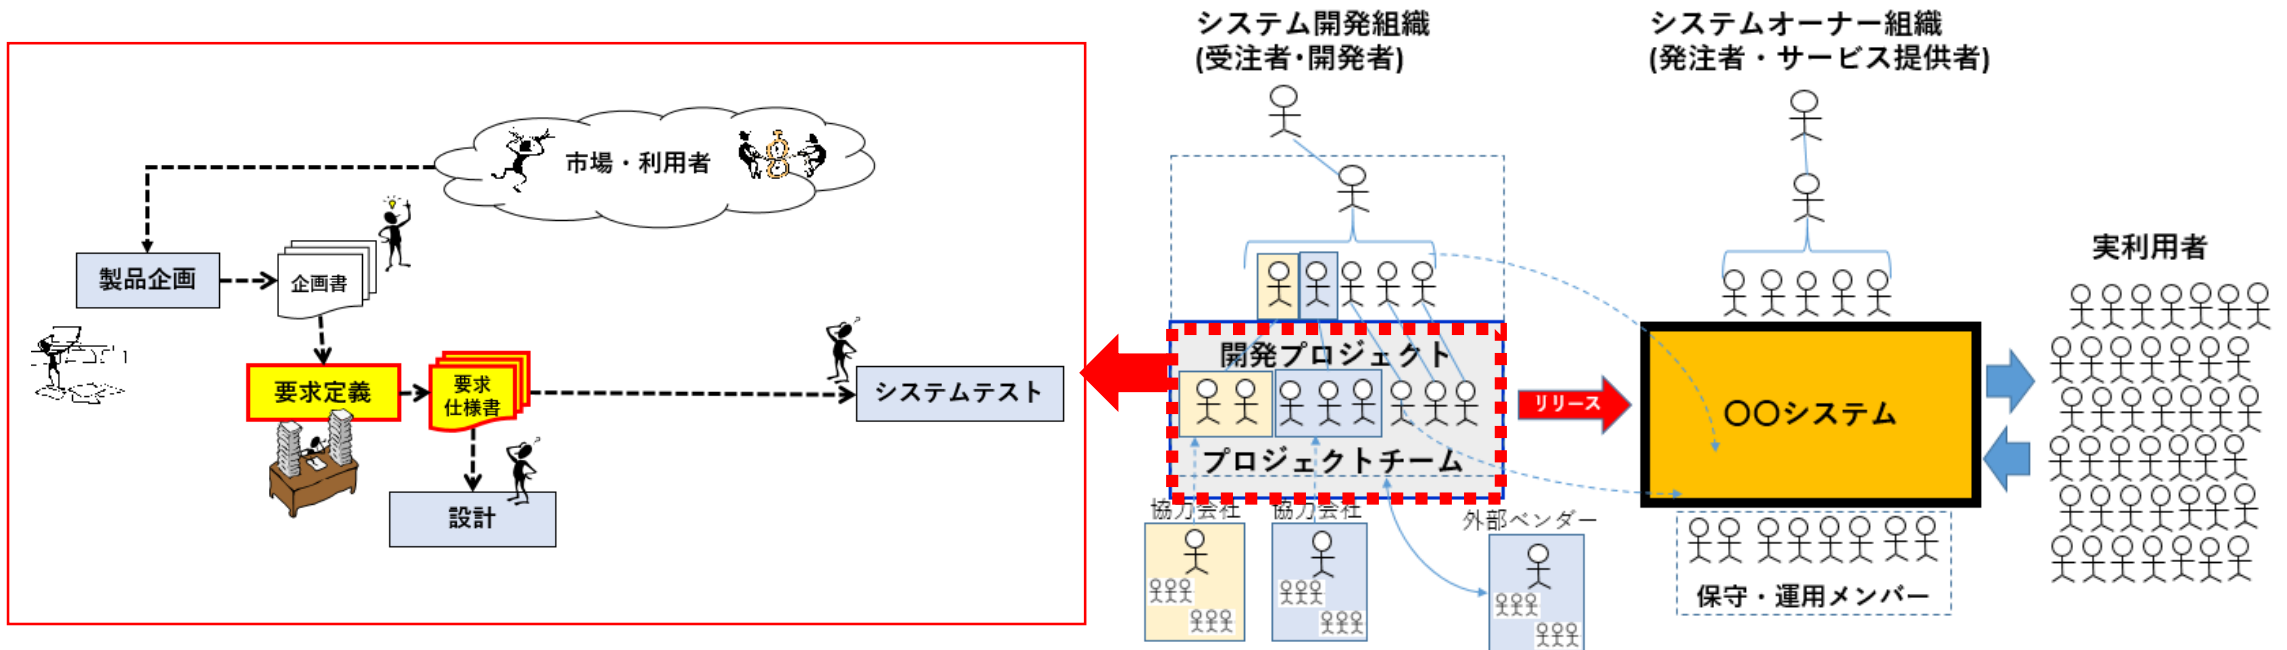 市場・利用者
製品企画
企画書
要求定義
要求
仕様書
システムテスト
設計
システム開発組織
(受注者･開発者)
開発プロジェクト
プロジェクトチーム
協力会社
協力会社
外部ベンダー
リリース
システムオーナー組織
(発注者・サービス提供者)
〇〇システム
保守・運用メンバー
実利用者